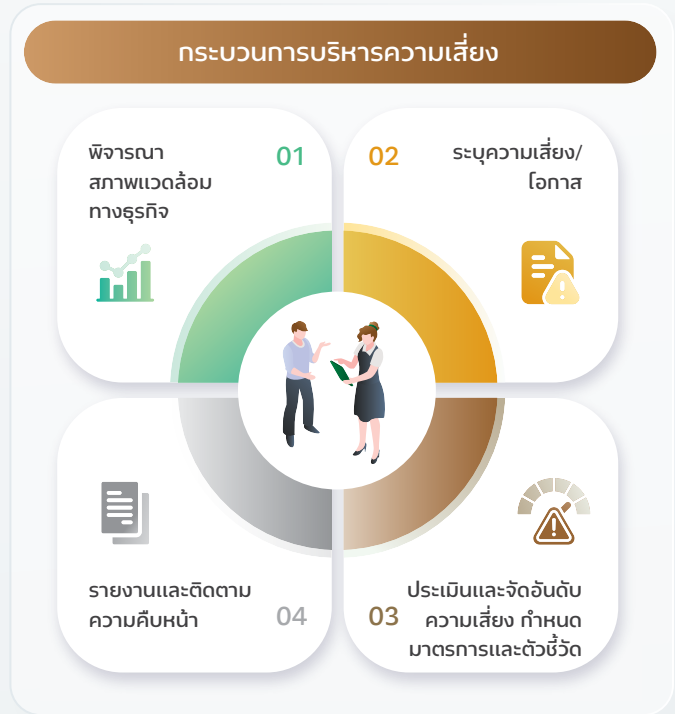 กระบวนการบริหารความเสี่ยง
01
พิจารณา
สภาพแวดล้อม
ทางธุรกิจ
02
ระบุความเสี่ยง/
โอกาส
03
ประเมินและจัดอันดับ
ความเสี่ยง กำหนด
มาตรการและตัวชี้วัด
04
รายงานและติดตาม
ความคืบหน้า